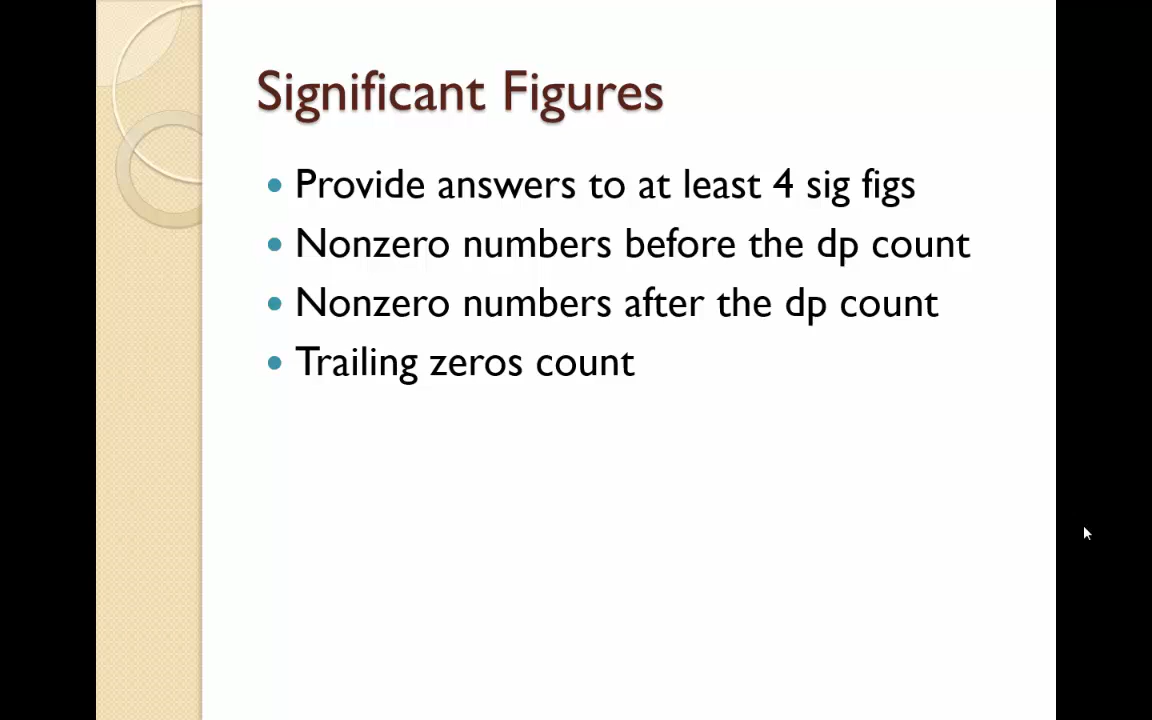 Significant Figures
Provide answers to at least 4 sig figs
Nonzero numbers before the dp count
Nonzero numbers after the dp count
Trailing zeros count